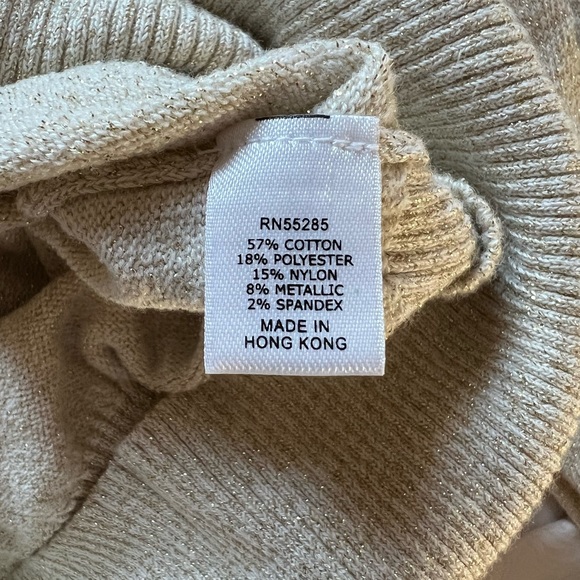 RN55285
57% COTTON
18% POLYESTER
15% NYLON
8% METALLIC
2% SPANDEX
MADE IN
HONG KONG